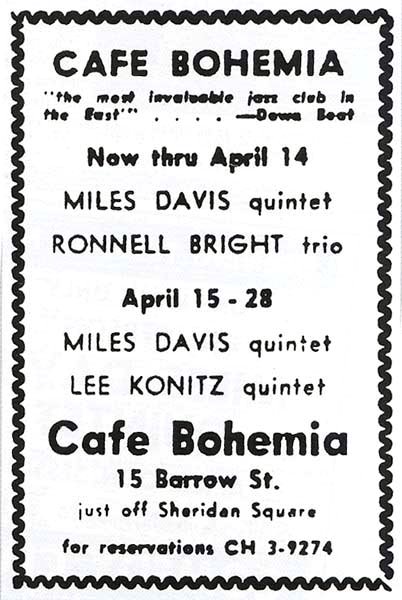 CAFE BOHEMIA
"the most invaluable jazz club in
the East" . . . . —Down Beat
Now thru April 14
MILES DAVIS quintet
RONNELL BRIGHT trio
April 15 - 28
MILES DAVIS quintet
LEE KONITZ quintet
Cafe Bohemia
15 Barrow St.
just off Sheridan Square
for reservations CH 3-9274